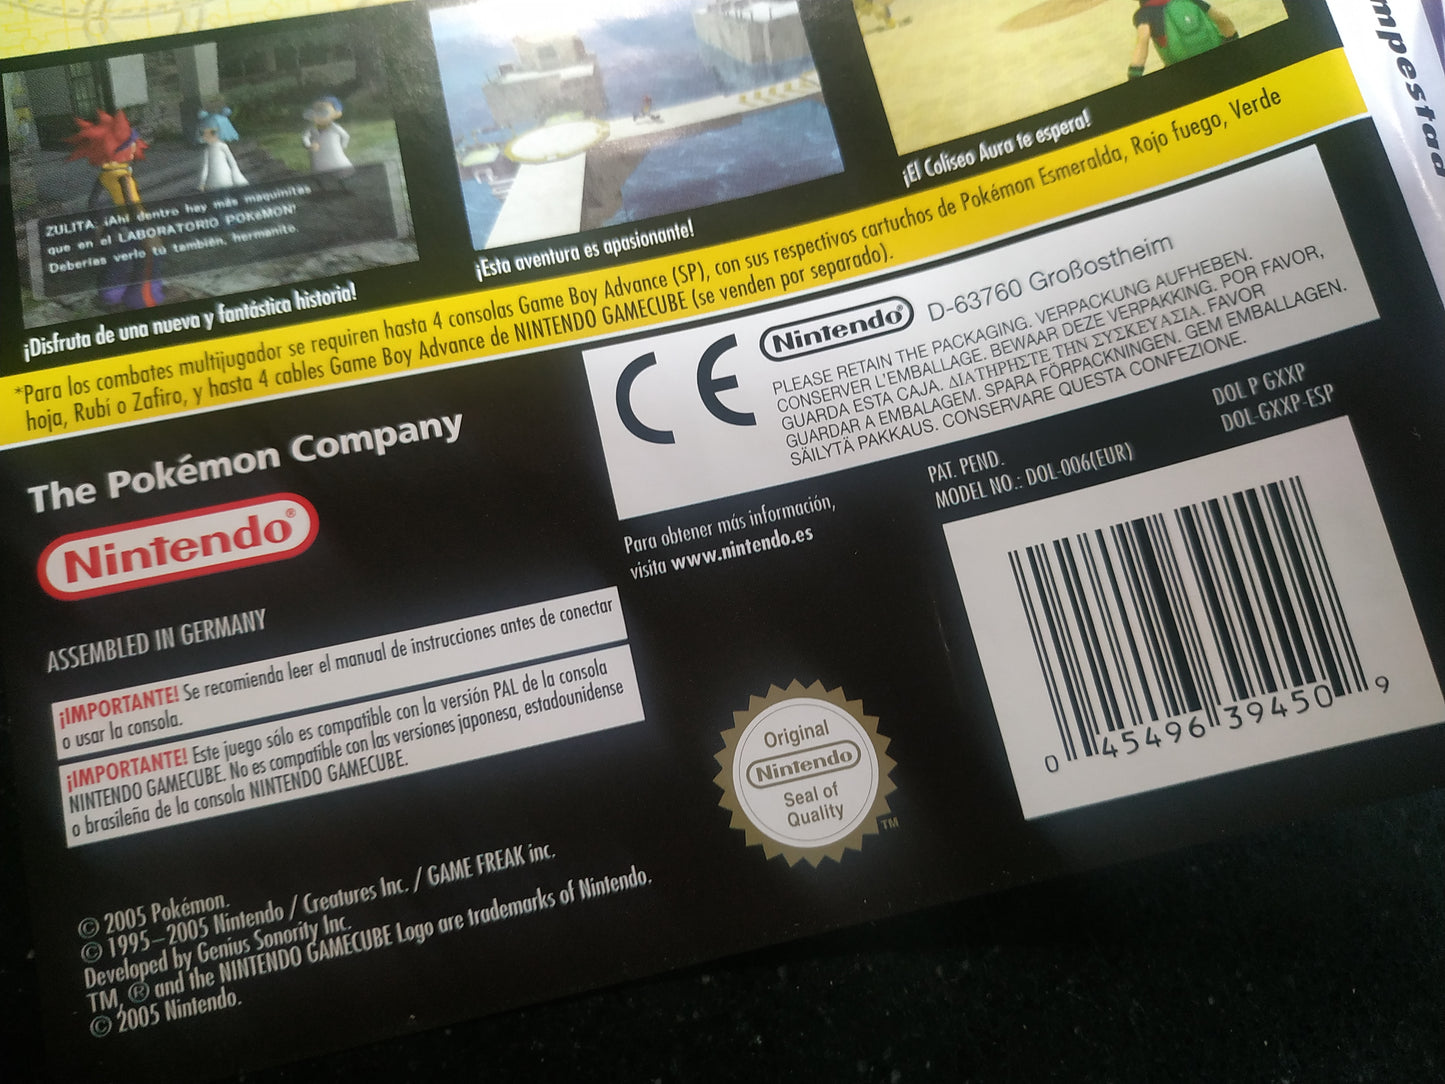 mpestad
ZULITA: ¡Ahí dentro hay más maquinitas
que en el LABORATORIO POKéMON!
Deberías verlo tú también, hermanito.
¡Disfruta de una nueva y fantástica historia!
¡Esta aventura es apasionante!
¡El Coliseo Aura te espera!
*Para los combates multijugador se requieren hasta 4 consolas Game Boy Advance (SP), con sus respectivos cartuchos de Pokémon Esmeralda, Rojo fuego, Verde
hoja, Rubí o Zafiro, y hasta 4 cables Game Boy Advance de NINTENDO GAMECUBE (se venden por separado).
The Pokémon Company
Nintendo®
ASSEMBLED IN GERMANY
¡IMPORTANTE! Se recomienda leer el manual de instrucciones antes de conectar
o usar la consola.
¡IMPORTANTE! Este juego sólo es compatible con la versión PAL de la consola
NINTENDO GAMECUBE. No es compatible con las versiones japonesa, estadounidense
o brasileña de la consola NINTENDO GAMECUBE.
© 2005 Pokémon.
© 1995–2005 Nintendo / Creatures Inc. / GAME FREAK inc.
Developed by Genius Sonority Inc.
TM, ® and the NINTENDO GAMECUBE Logo are trademarks of Nintendo.
© 2005 Nintendo.
CE
Nintendo® D-63760 Großostheim
PLEASE RETAIN THE PACKAGING. VERPACKUNG AUFHEBEN.
CONSERVER L'EMBALLAGE. BEWAAR DEZE VERPAKKING. POR FAVOR,
GUARDA ESTA CAJA. ΔΙΑΤΗΡΗΣΤΕ ΤΗΝ ΣΥΣΚΕΥΑΣΙΑ. FAVOR
GUARDAR A EMBALAGEM. SPARA FÖRPACKNINGEN. GEM EMBALLAGEN.
SÄILYTÄ PAKKAUS. CONSERVARE QUESTA CONFEZIONE.
Para obtener más información,
visita www.nintendo.es
PAT. PEND.
MODEL NO.: DOL-006(EUR)
DOL P GXXP
DOL-GXXP-ESP
0 45496 39450 9
Original
Nintendo
Seal of
Quality
TM